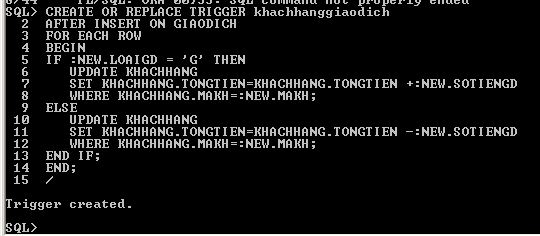 0/44     PL/SQL: ORA-00933: SQL command not properly ended
SQL> CREATE OR REPLACE TRIGGER khachhanggiaodich
  2  AFTER INSERT ON GIAODICH
  3  FOR EACH ROW
  4  BEGIN
  5  IF :NEW.LOAIGD = 'G' THEN
  6     UPDATE KHACHHANG
  7     SET KHACHHANG.TONGTIEN=KHACHHANG.TONGTIEN +:NEW.SOTIENGD
  8     WHERE KHACHHANG.MAKH=:NEW.MAKH;
  9  ELSE
 10     UPDATE KHACHHANG
 11     SET KHACHHANG.TONGTIEN=KHACHHANG.TONGTIEN -:NEW.SOTIENGD
 12     WHERE KHACHHANG.MAKH=:NEW.MAKH;
 13  END IF;
 14  END;
 15  /
Trigger created.
SQL>